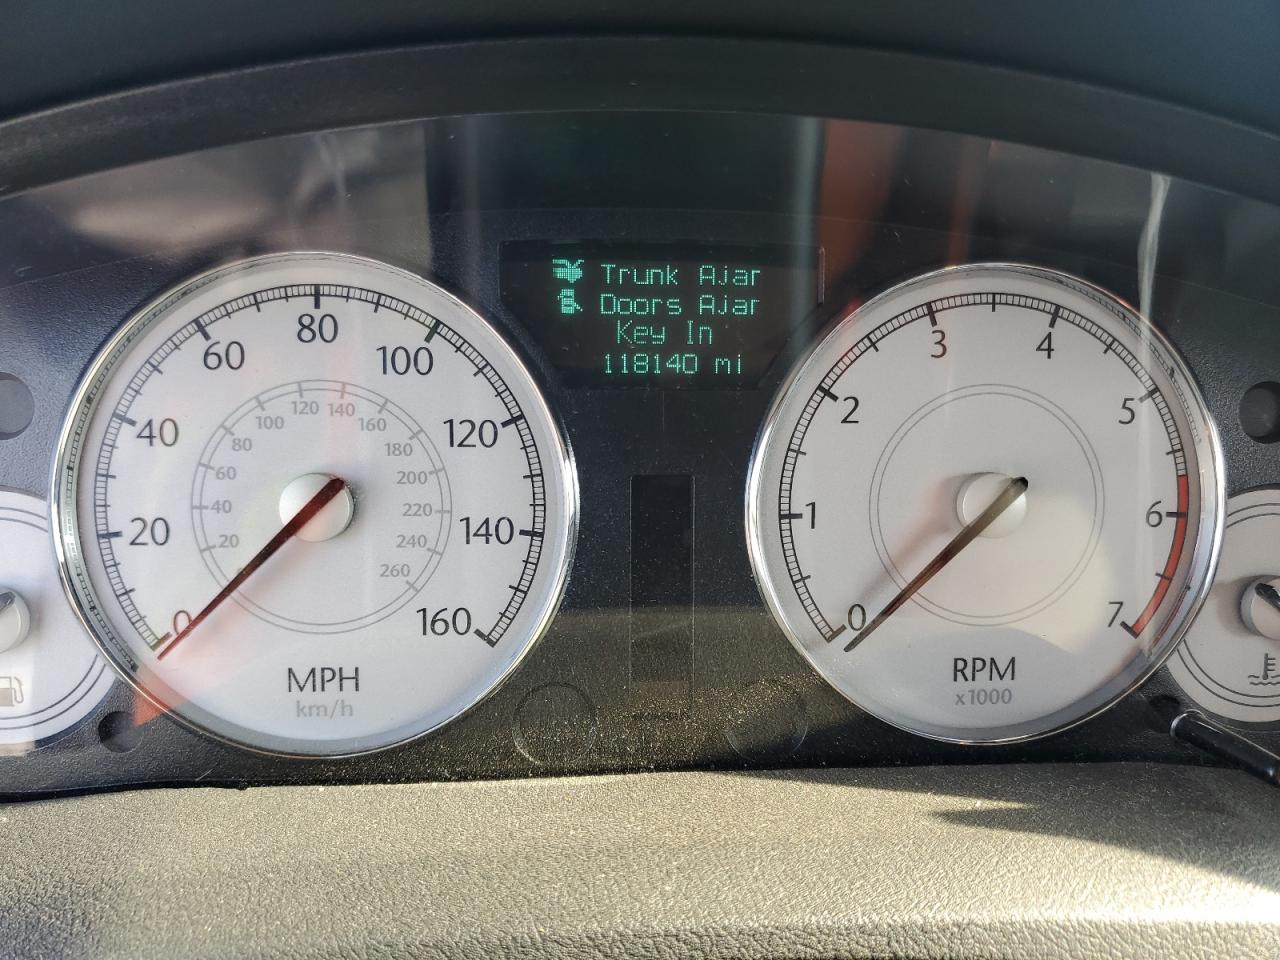 Trunk Ajar
Doors Ajar
Key In
118140 mi
0 20 40 60 80 100 120 140 160
20 40 60 80 100 120 140 160 180 200 220 240 260
MPH
km/h
0 1 2 3 4 5 6 7
RPM
x1000